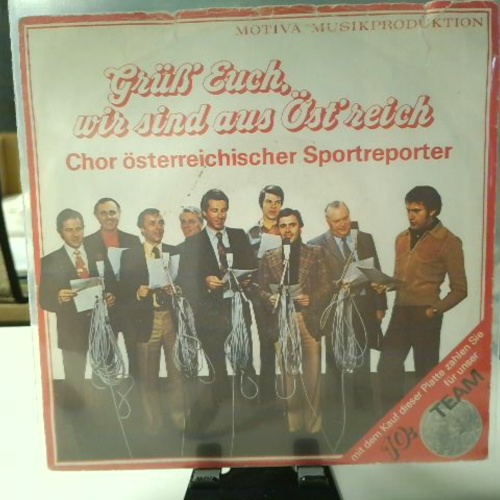 MOTIVA MUSIKPRODUKTION
Grüß Euch,
wir sind aus Öst'reich
Chor österreichischer Sportreporter
mit dem Kauf dieser Platte zahlen Sie
für unser
TEAM